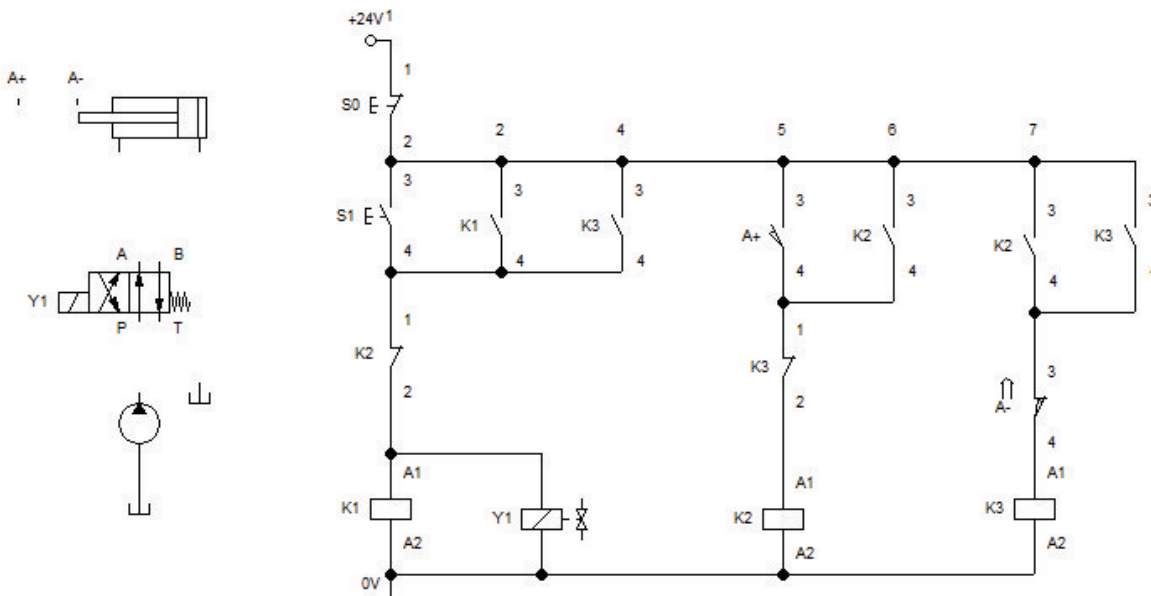 +24V 1
1
A+ A-
S0
2 2 4 5 6 7
3 3 3 3 3 3 3
S1 K1 K3 A+ K2 K2 K3
4 4 4 4 4 4 4
A B
Y1
P T
1 1
K2 K3
2 2
3
A-
4
A1 A1 A1
K1 Y1 K2 K3
A2 A2 A2
0V